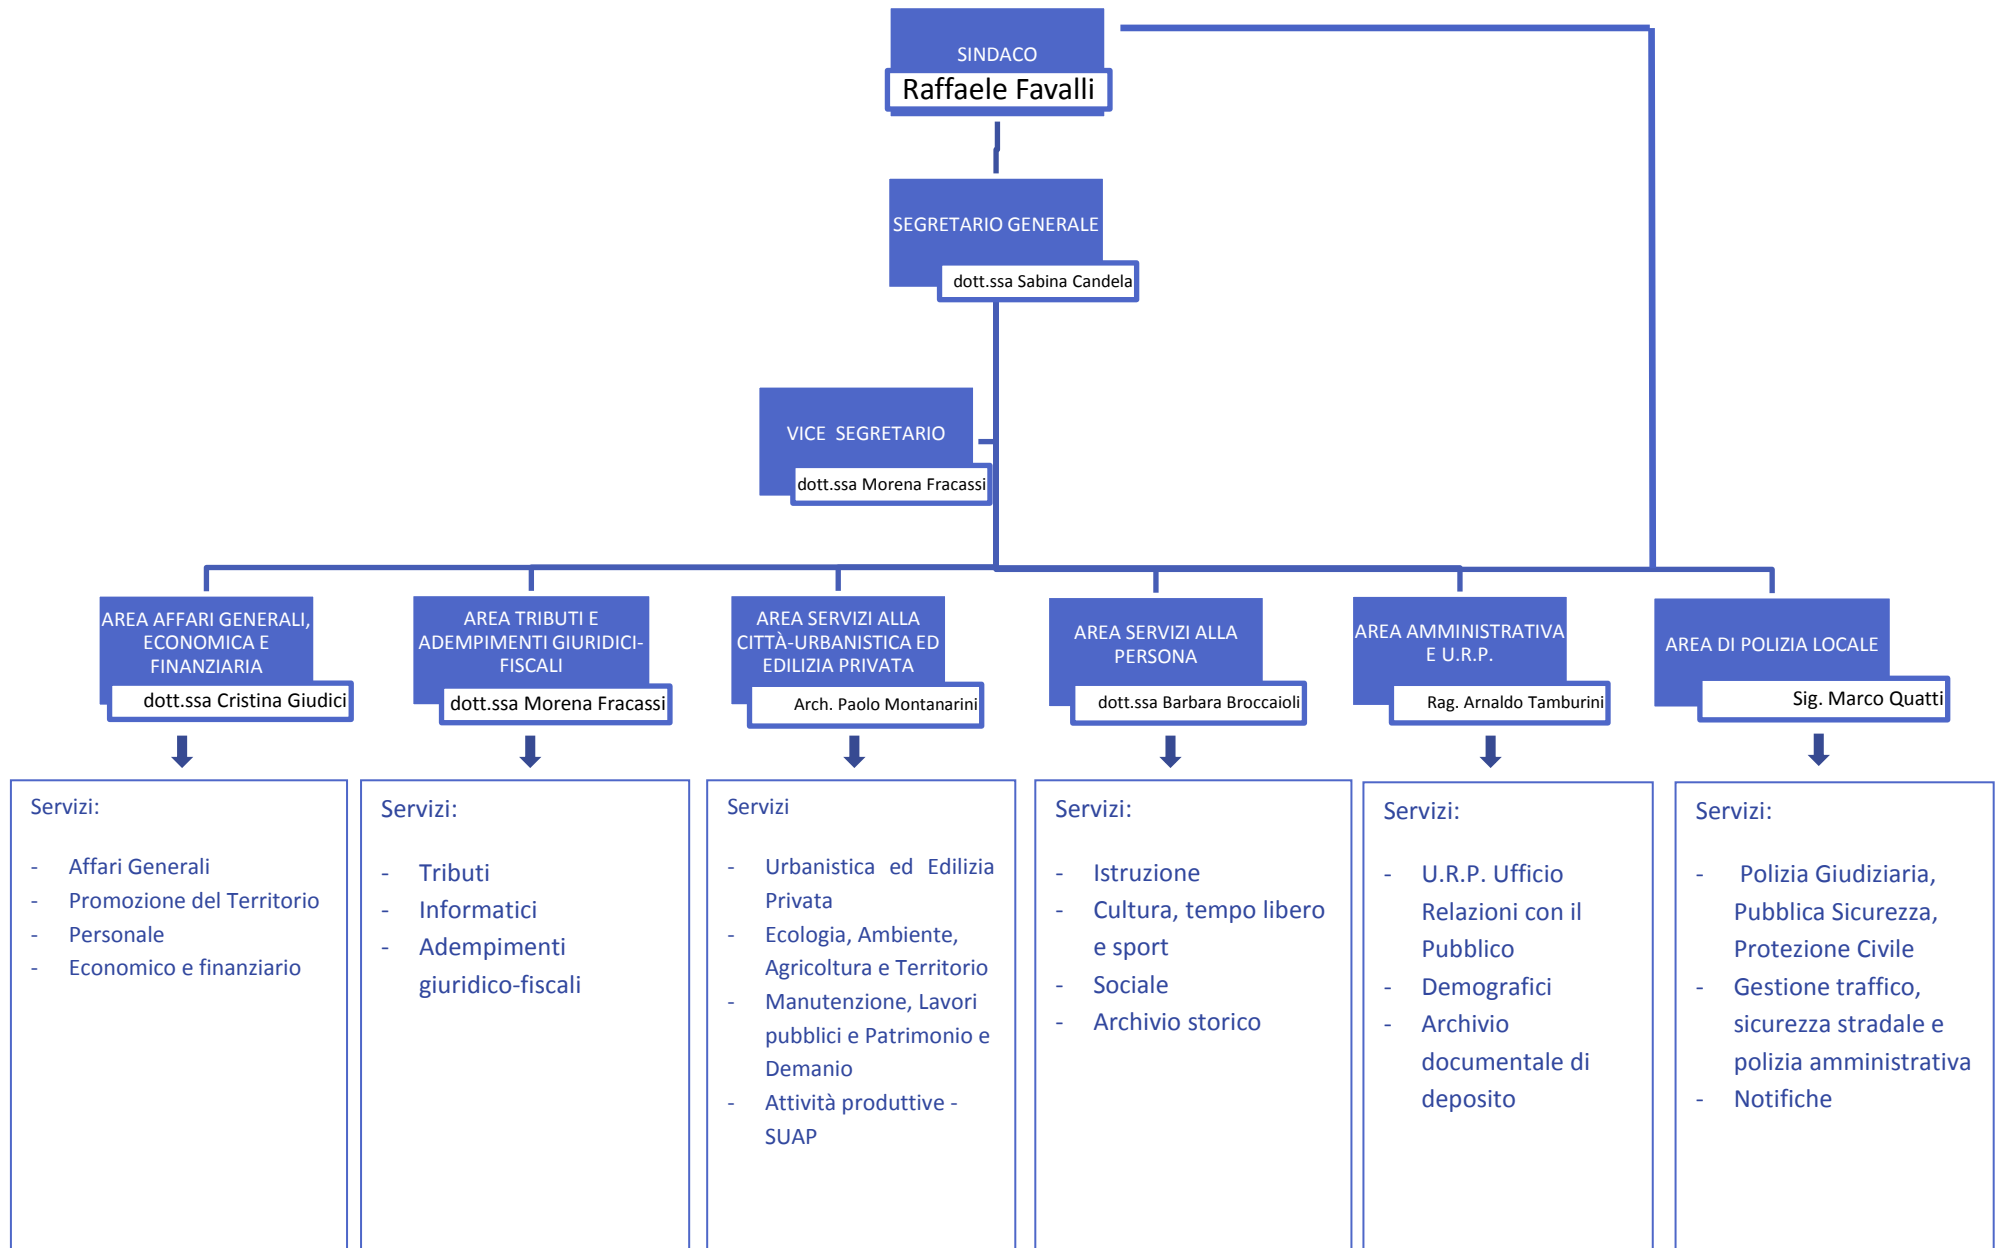 SINDACO
Raffaele Favalli
SEGRETARIO GENERALE
dott.ssa Sabina Candela
VICE SEGRETARIO
dott.ssa Morena Fracassi
AREA AFFARI GENERALI,
ECONOMICA E
FINANZIARIA
dott.ssa Cristina Giudici
AREA TRIBUTI E
ADEMPIMENTI GIURIDICI-
FISCALI
dott.ssa Morena Fracassi
AREA SERVIZI ALLA
CITTÀ-URBANISTICA ED
EDILIZIA PRIVATA
Arch. Paolo Montanarini
AREA SERVIZI ALLA
PERSONA
dott.ssa Barbara Broccaioli
AREA AMMINISTRATIVA
E U.R.P.
Rag. Arnaldo Tamburini
AREA DI POLIZIA LOCALE
Sig. Marco Quatti
Servizi:
- Affari Generali
- Promozione del Territorio
- Personale
- Economico e finanziario
Servizi:
- Tributi
- Informatici
- Adempimenti
giuridico-fiscali
Servizi
- Urbanistica ed Edilizia
Privata
- Ecologia, Ambiente,
Agricoltura e Territorio
- Manutenzione, Lavori
pubblici e Patrimonio e
Demanio
- Attività produttive -
SUAP
Servizi:
- Istruzione
- Cultura, tempo libero
e sport
- Sociale
- Archivio storico
Servizi:
- U.R.P. Ufficio
Relazioni con il
Pubblico
- Demografici
- Archivio
documentale di
deposito
Servizi:
- Polizia Giudiziaria,
Pubblica Sicurezza,
Protezione Civile
- Gestione traffico,
sicurezza stradale e
polizia amministrativa
- Notifiche